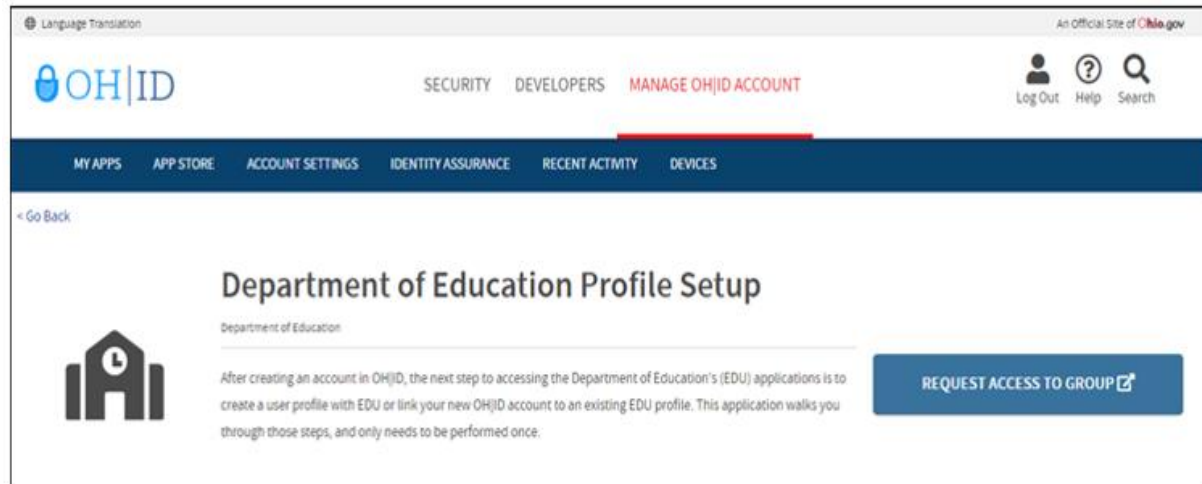 Language Translation
An Official Site of Ohio.gov
OH|ID
SECURITY DEVELOPERS MANAGE OH|ID ACCOUNT
Log Out Help Search
MY APPS APP STORE ACCOUNT SETTINGS IDENTITY ASSURANCE RECENT ACTIVITY DEVICES
< Go Back
Department of Education Profile Setup
Department of Education
After creating an account in OH|ID, the next step to accessing the Department of Education's (EDU) applications is to
create a user profile with EDU or link your new OH|ID account to an existing EDU profile. This application walks you
through those steps, and only needs to be performed once.
REQUEST ACCESS TO GROUP